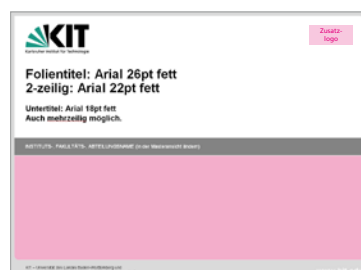 KIT
Karlsruher Institut für Technologie
Zusatz-
logo
Folientitel: Arial 26pt fett
2-zeilig: Arial 22pt fett
Untertitel: Arial 18pt fett
Auch mehrzeilig möglich.
INSTITUTS-, FAKULTÄTS-, ABTEILUNGSNAME (in der Masteransicht ändern)
KIT – Universität des Landes Baden-Württemberg und